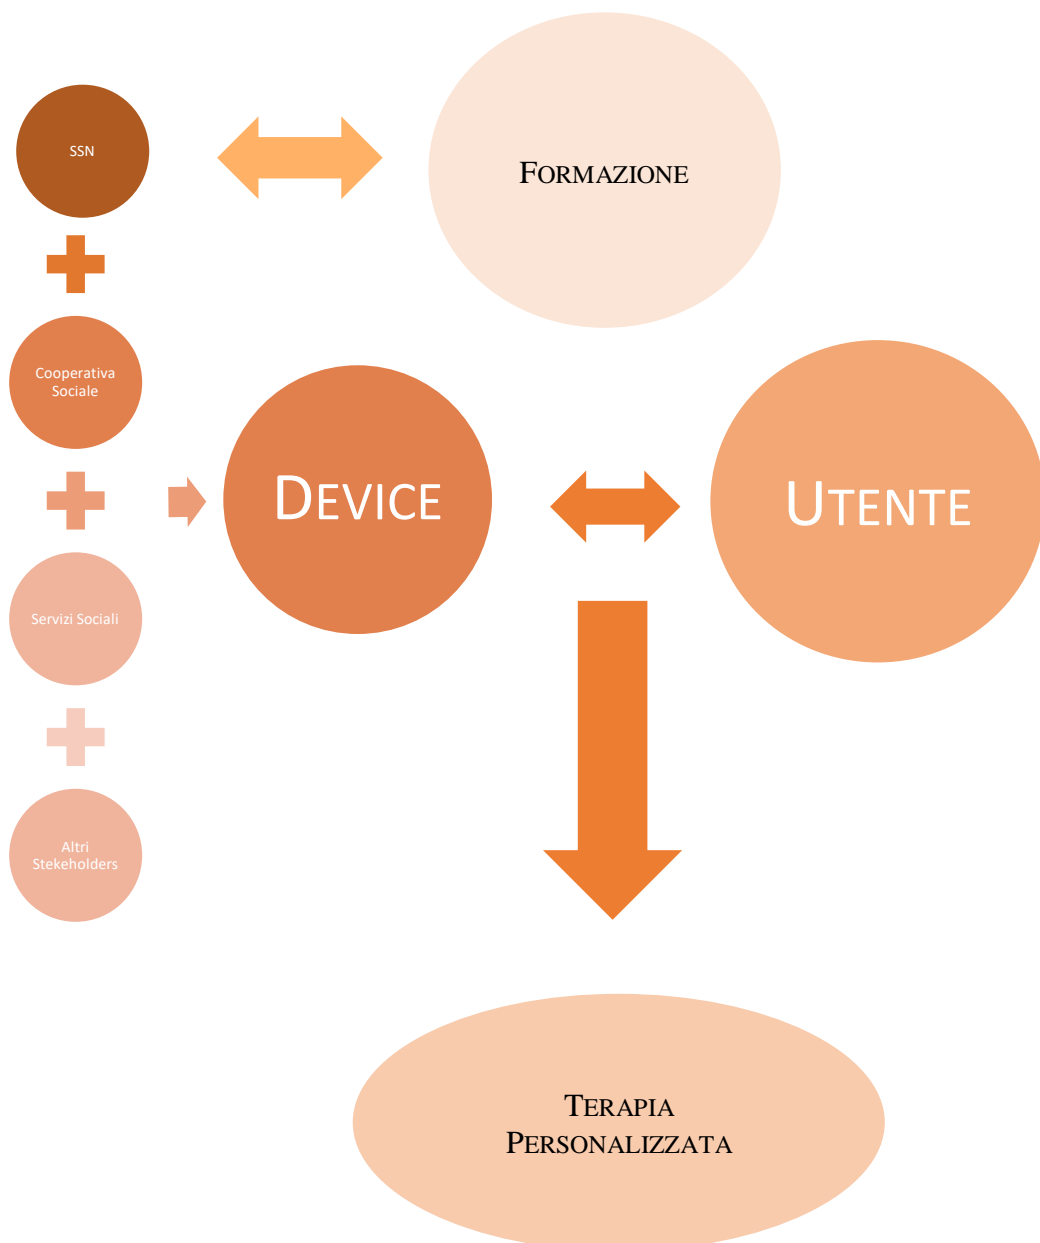 SSN
FORMAZIONE
Cooperativa
Sociale
DEVICE
UTENTE
Servizi Sociali
Altri
Stekeholders
TERAPIA
PERSONALIZZATA